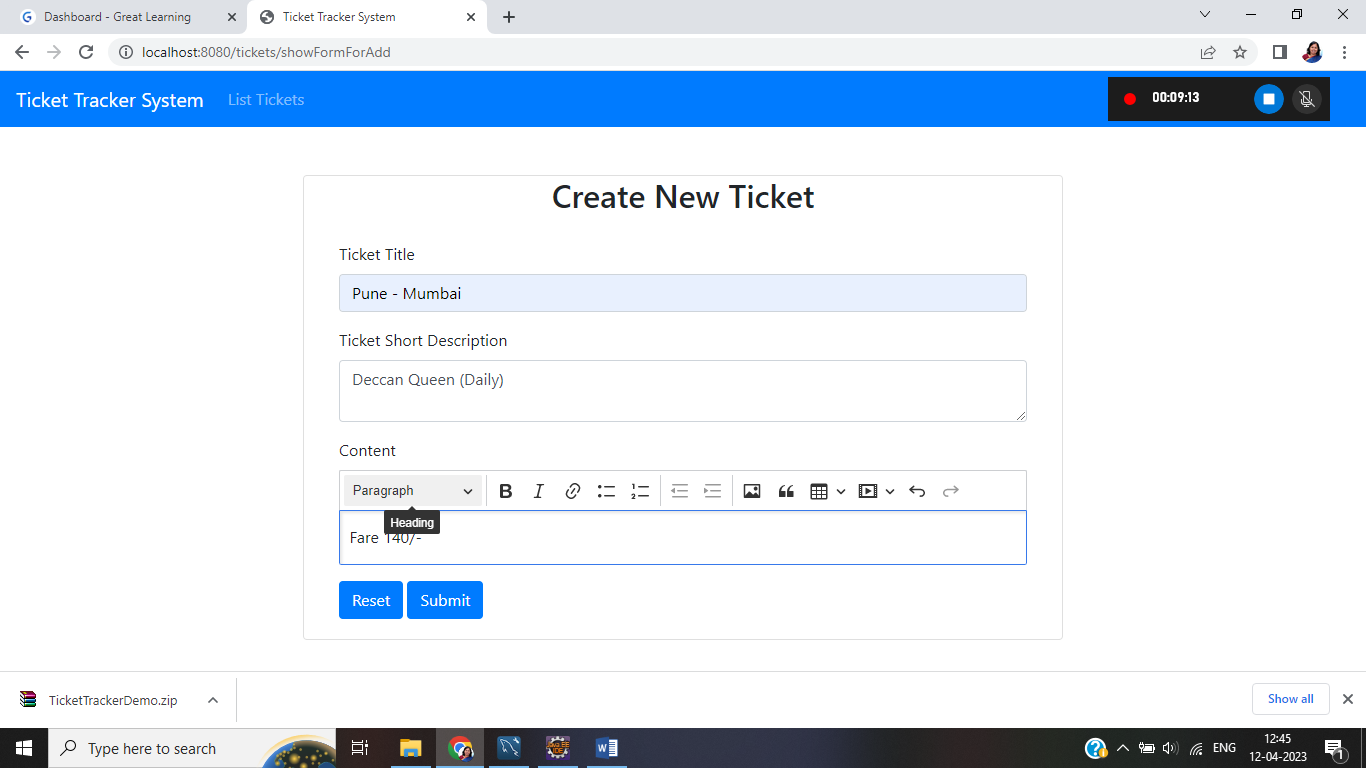 Dashboard - Great Learning
Ticket Tracker System
localhost:8080/tickets/showFormForAdd
Ticket Tracker System
List Tickets
00:09:13
Create New Ticket
Ticket Title
Pune - Mumbai
Ticket Short Description
Deccan Queen (Daily)
Content
Paragraph
Heading
Fare 140/-
Reset
Submit
TicketTrackerDemo.zip
Show all
Type here to search
ENG
12:45
12-04-2023
1